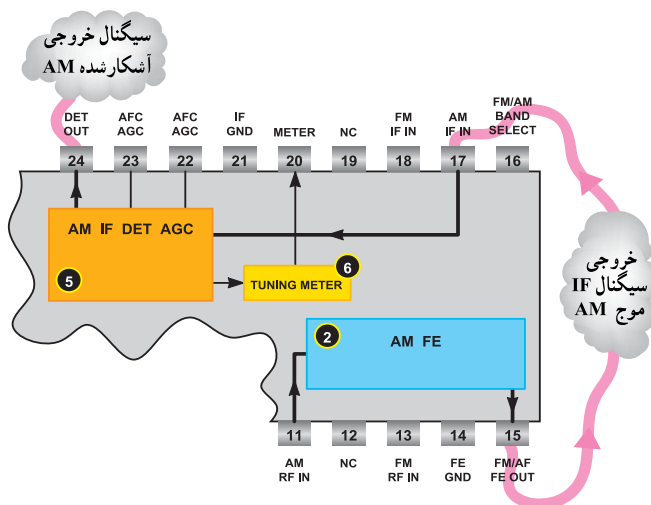 سیگنال خروجی
آشکارشده AM
DET
OUT
AFC
AGC
AFC
AGC
IF
GND
METER
NC
FM
IF IN
AM
IF IN
FM/AM
BAND
SELECT
24
23
22
21
20
19
18
17
16
AM IF DET AGC
5
TUNING METER
6
خروجی
سیگنال IF
موج AM
2
AM FE
11
12
13
14
15
AM
RF IN
NC
FM
RF IN
FE
GND
FM/AF
FE OUT